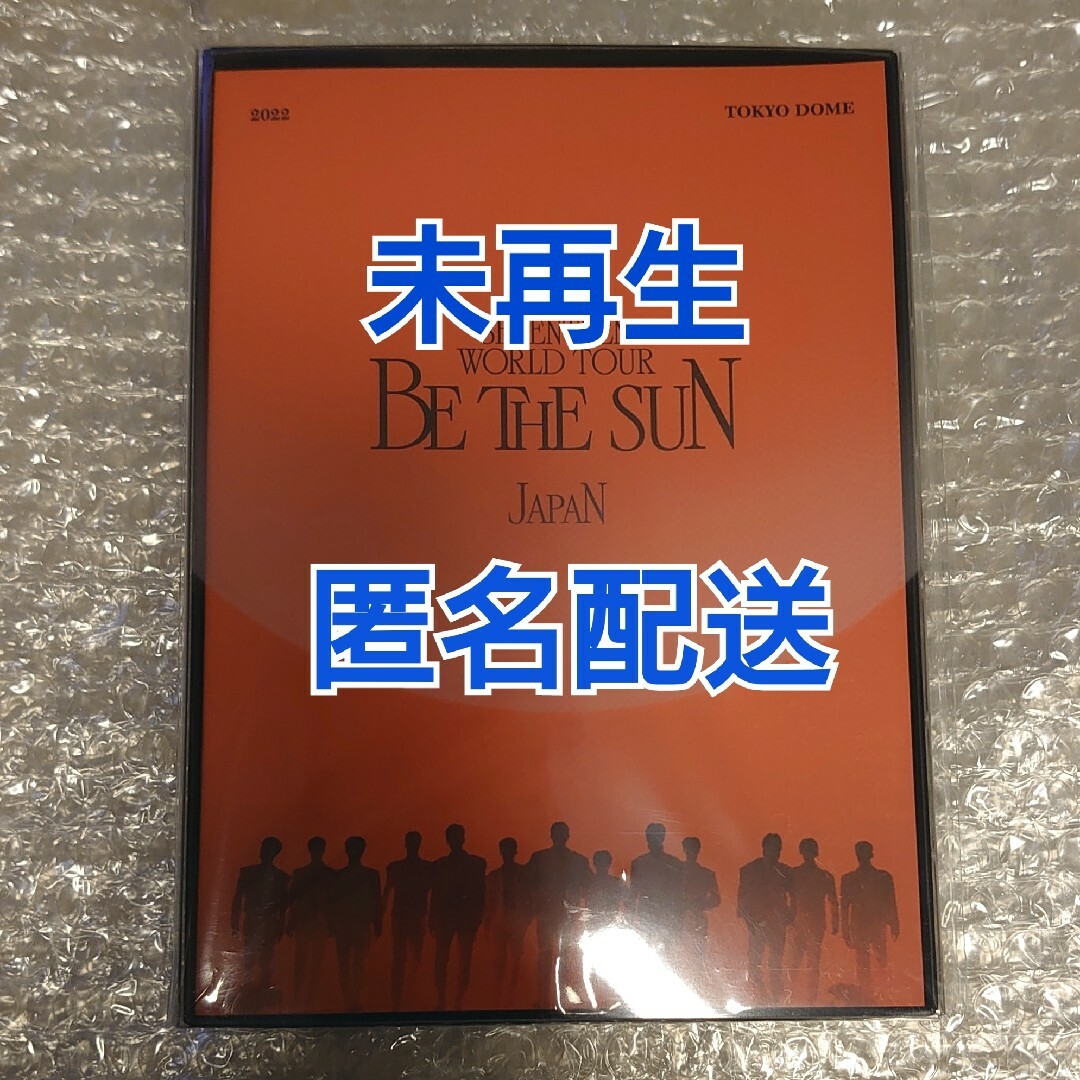 2022
TOKYO DOME
未再生
WORLD TOUR
BE THE SUN
JAPAN
匿名配送